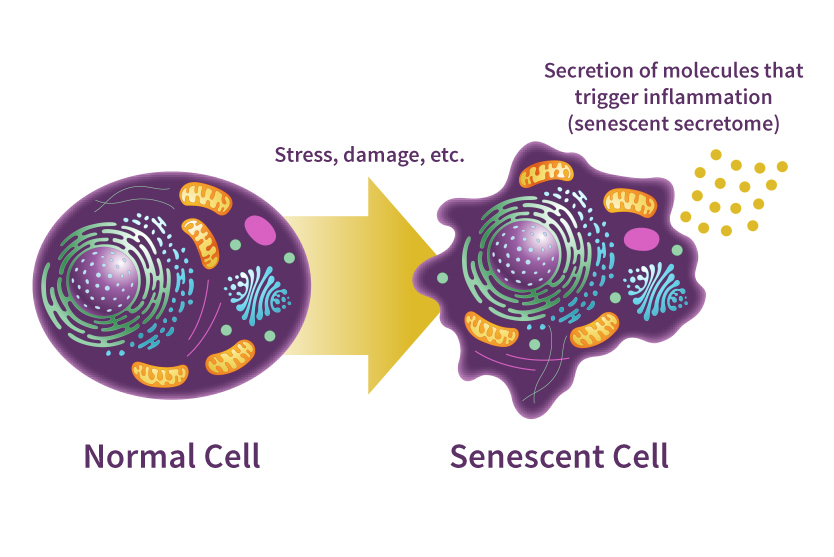 Secretion of molecules that
trigger inflammation
(senescent secretome)
Stress, damage, etc.
Normal Cell
Senescent Cell